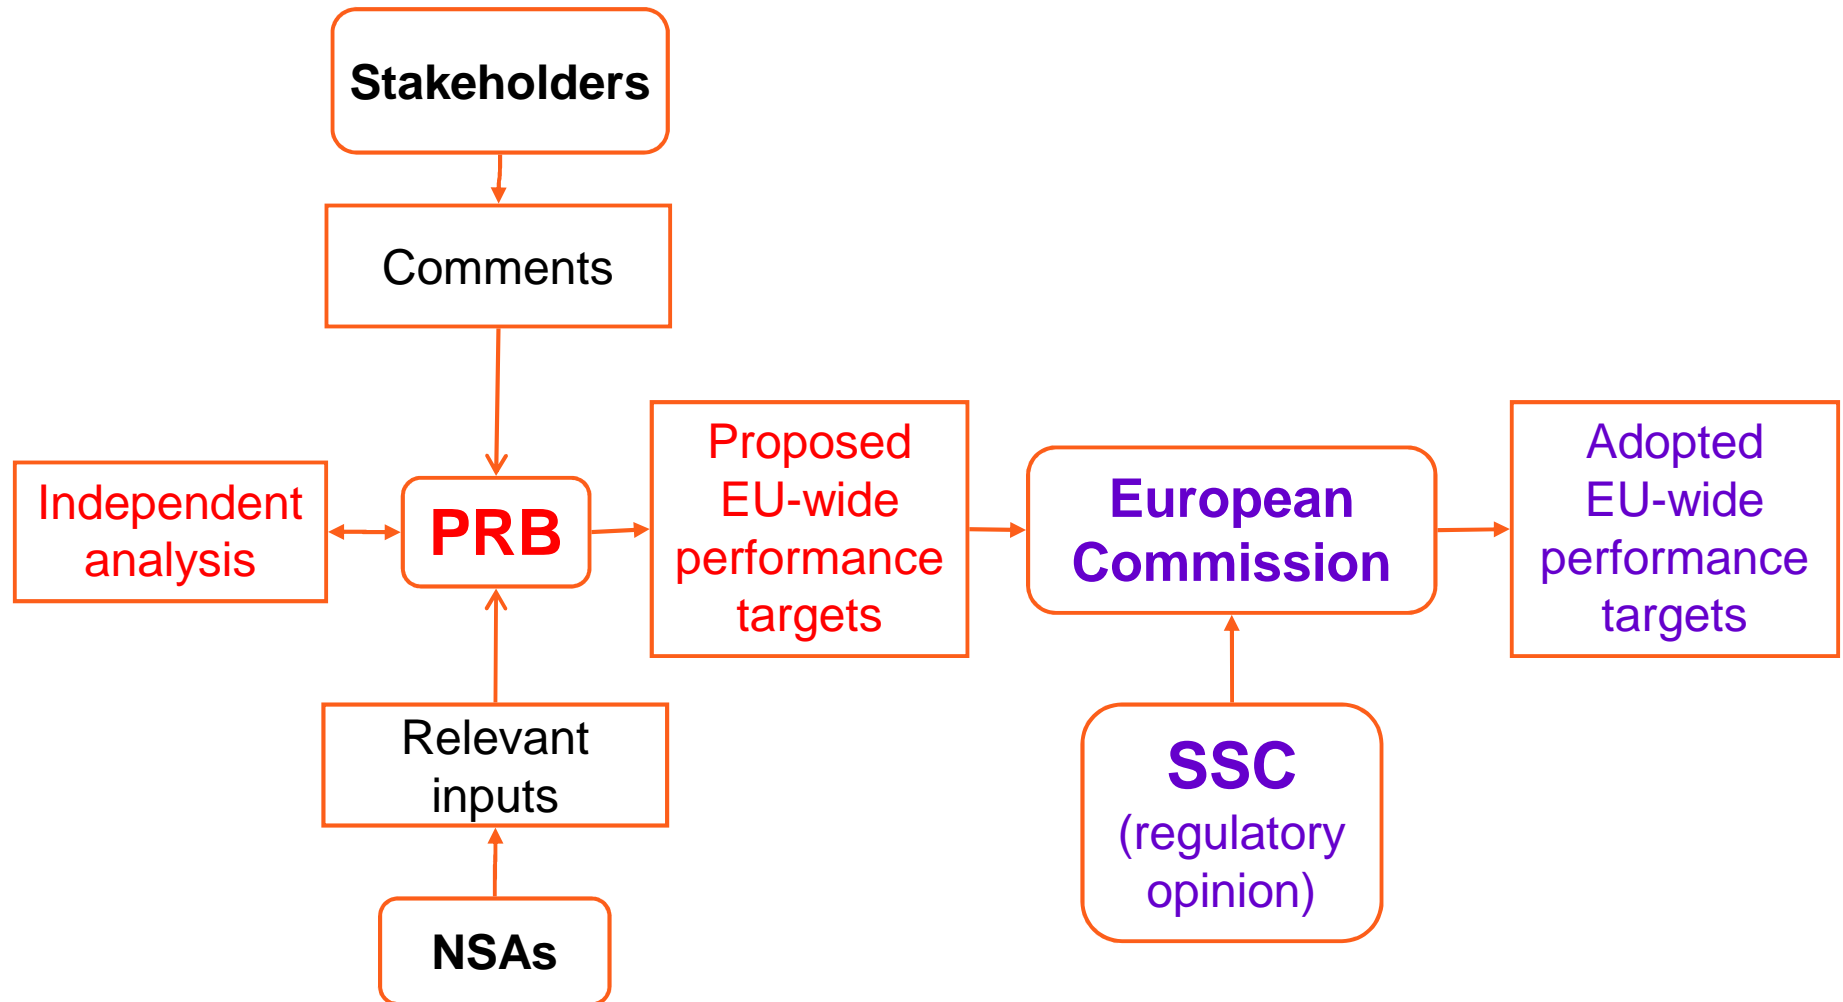 Stakeholders
Comments
Independent
analysis
PRB
Proposed
EU-wide
performance
targets
European
Commission
Adopted
EU-wide
performance
targets
Relevant
inputs
NSAs
SSC
(regulatory
opinion)